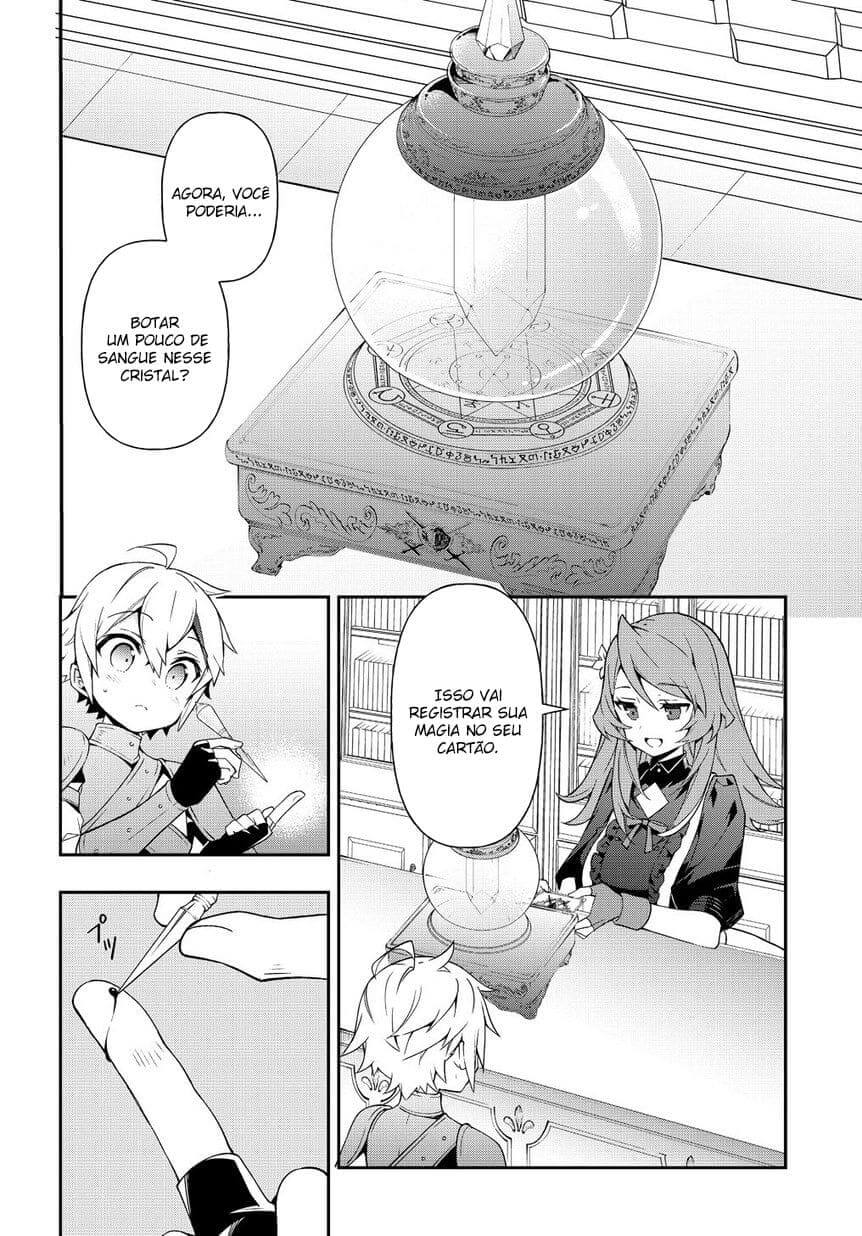 AGORA, VOCÊ
PODERIA...
BOTAR
UM POUCO DE
SANGUE NESSE
CRISTAL?
ISSO VAI
REGISTRAR SUA
MAGIA NO SEU
CARTÃO.
プッ